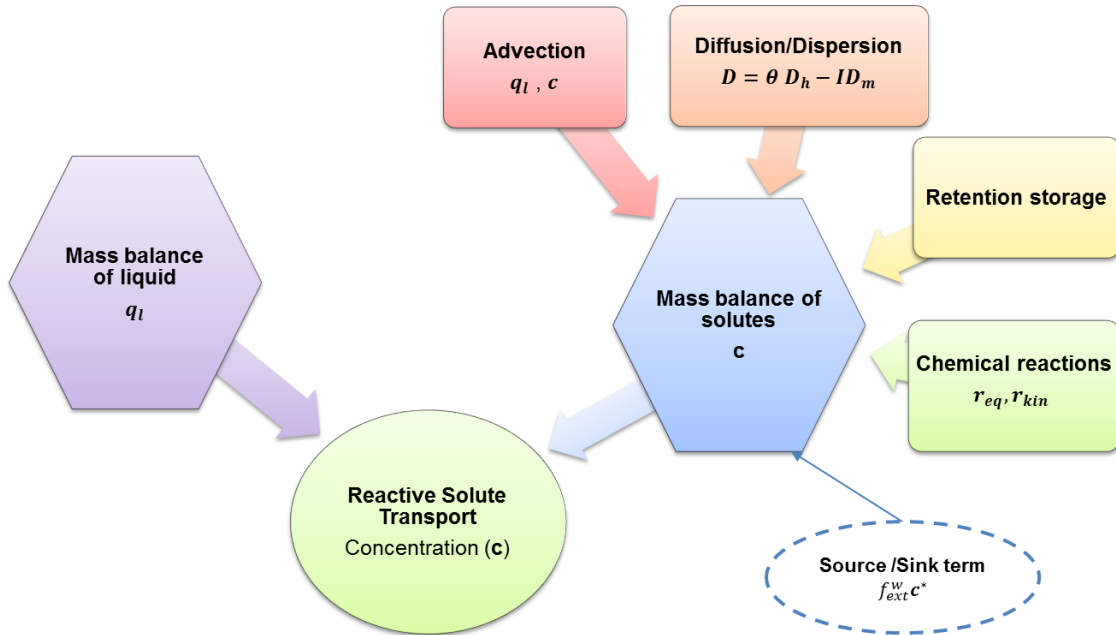 Advection
q_l , c
Diffusion/Dispersion
D = θ D_h − ID_m
Retention storage
Mass balance
of liquid
q_l
Mass balance of
solutes
c
Chemical reactions
r_eq, r_kin
Reactive Solute
Transport
Concentration (c)
Source /Sink term
f_ext^w c*